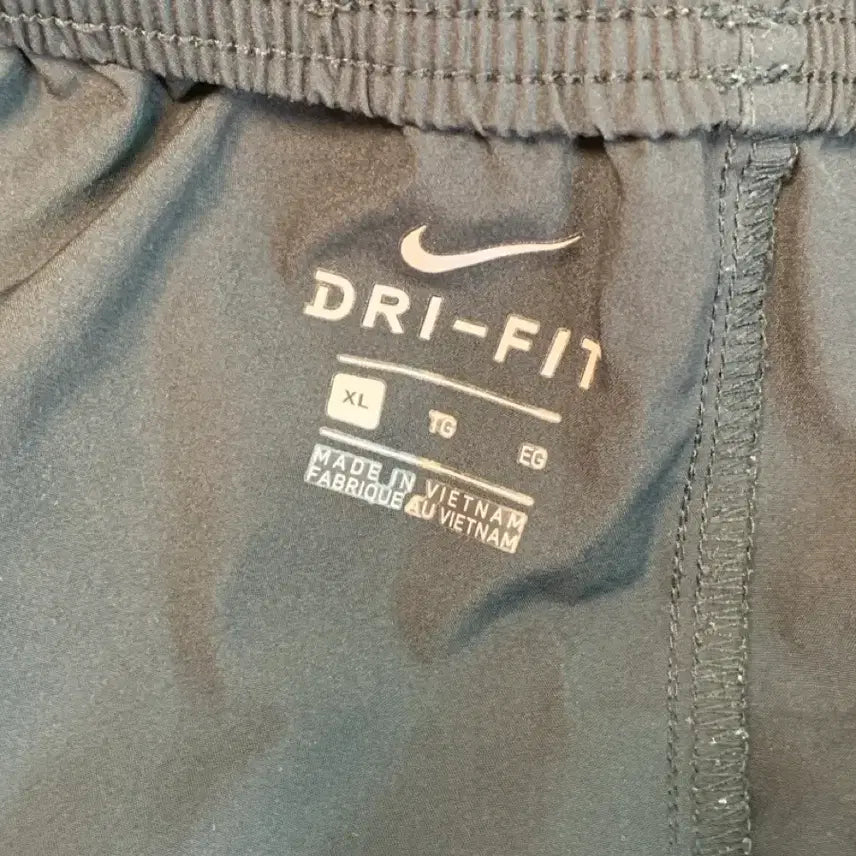 DRI-FIT
XL TG EG
MADE IN VIETNAM
FABRIQUE AU VIETNAM